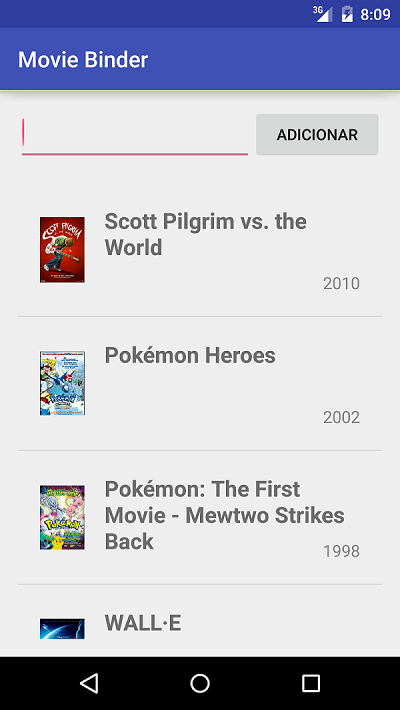 3G 8:09
Movie Binder
ADICIONAR
Scott Pilgrim vs. the
World
2010
Pokémon Heroes
2002
Pokémon: The First
Movie - Mewtwo Strikes
Back
1998
WALL·E